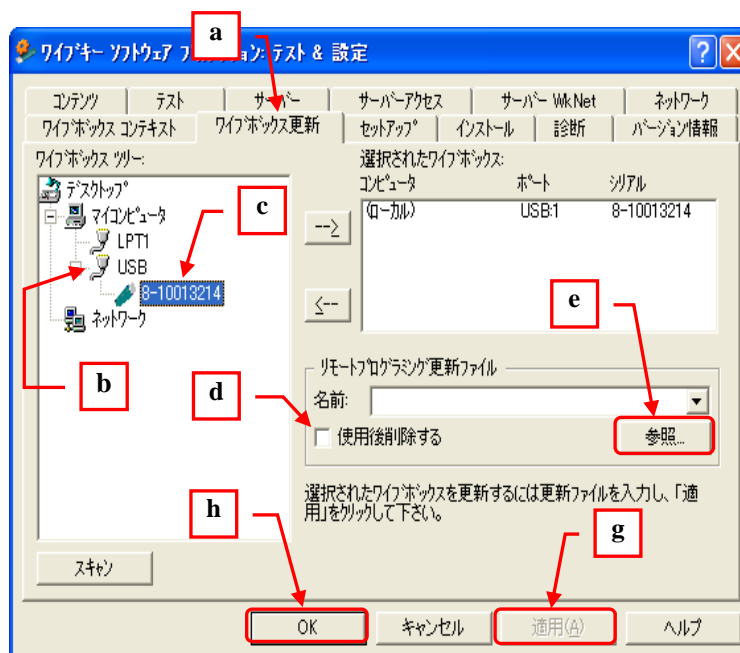 a
ワイブキー ソフトウェア ション:テスト & 設定
コンテンツ テスト サーバー サーバーアクセス サーバー WkNet ネットワーク
ワイブボックス コンテキスト ワイブボックス更新 セットアップ インストール 診断 バージョン情報
ワイブボックス ツリー:
デスクトップ
マイコンピュータ
LPT1
USB
8-10013214
ネットワーク
c
b
-->
<--
選択されたワイブボックス:
コンピュータ ポート シリアル
(ローカル) USB:1 8-10013214
e
リモートプログラミング更新ファイル
名前:
d
使用後削除する
参照...
選択されたワイブボックスを更新するには更新ファイルを入力し、「適
用」をクリックして下さい。
h
g
スキャン
OK キャンセル 適用(A) ヘルプ